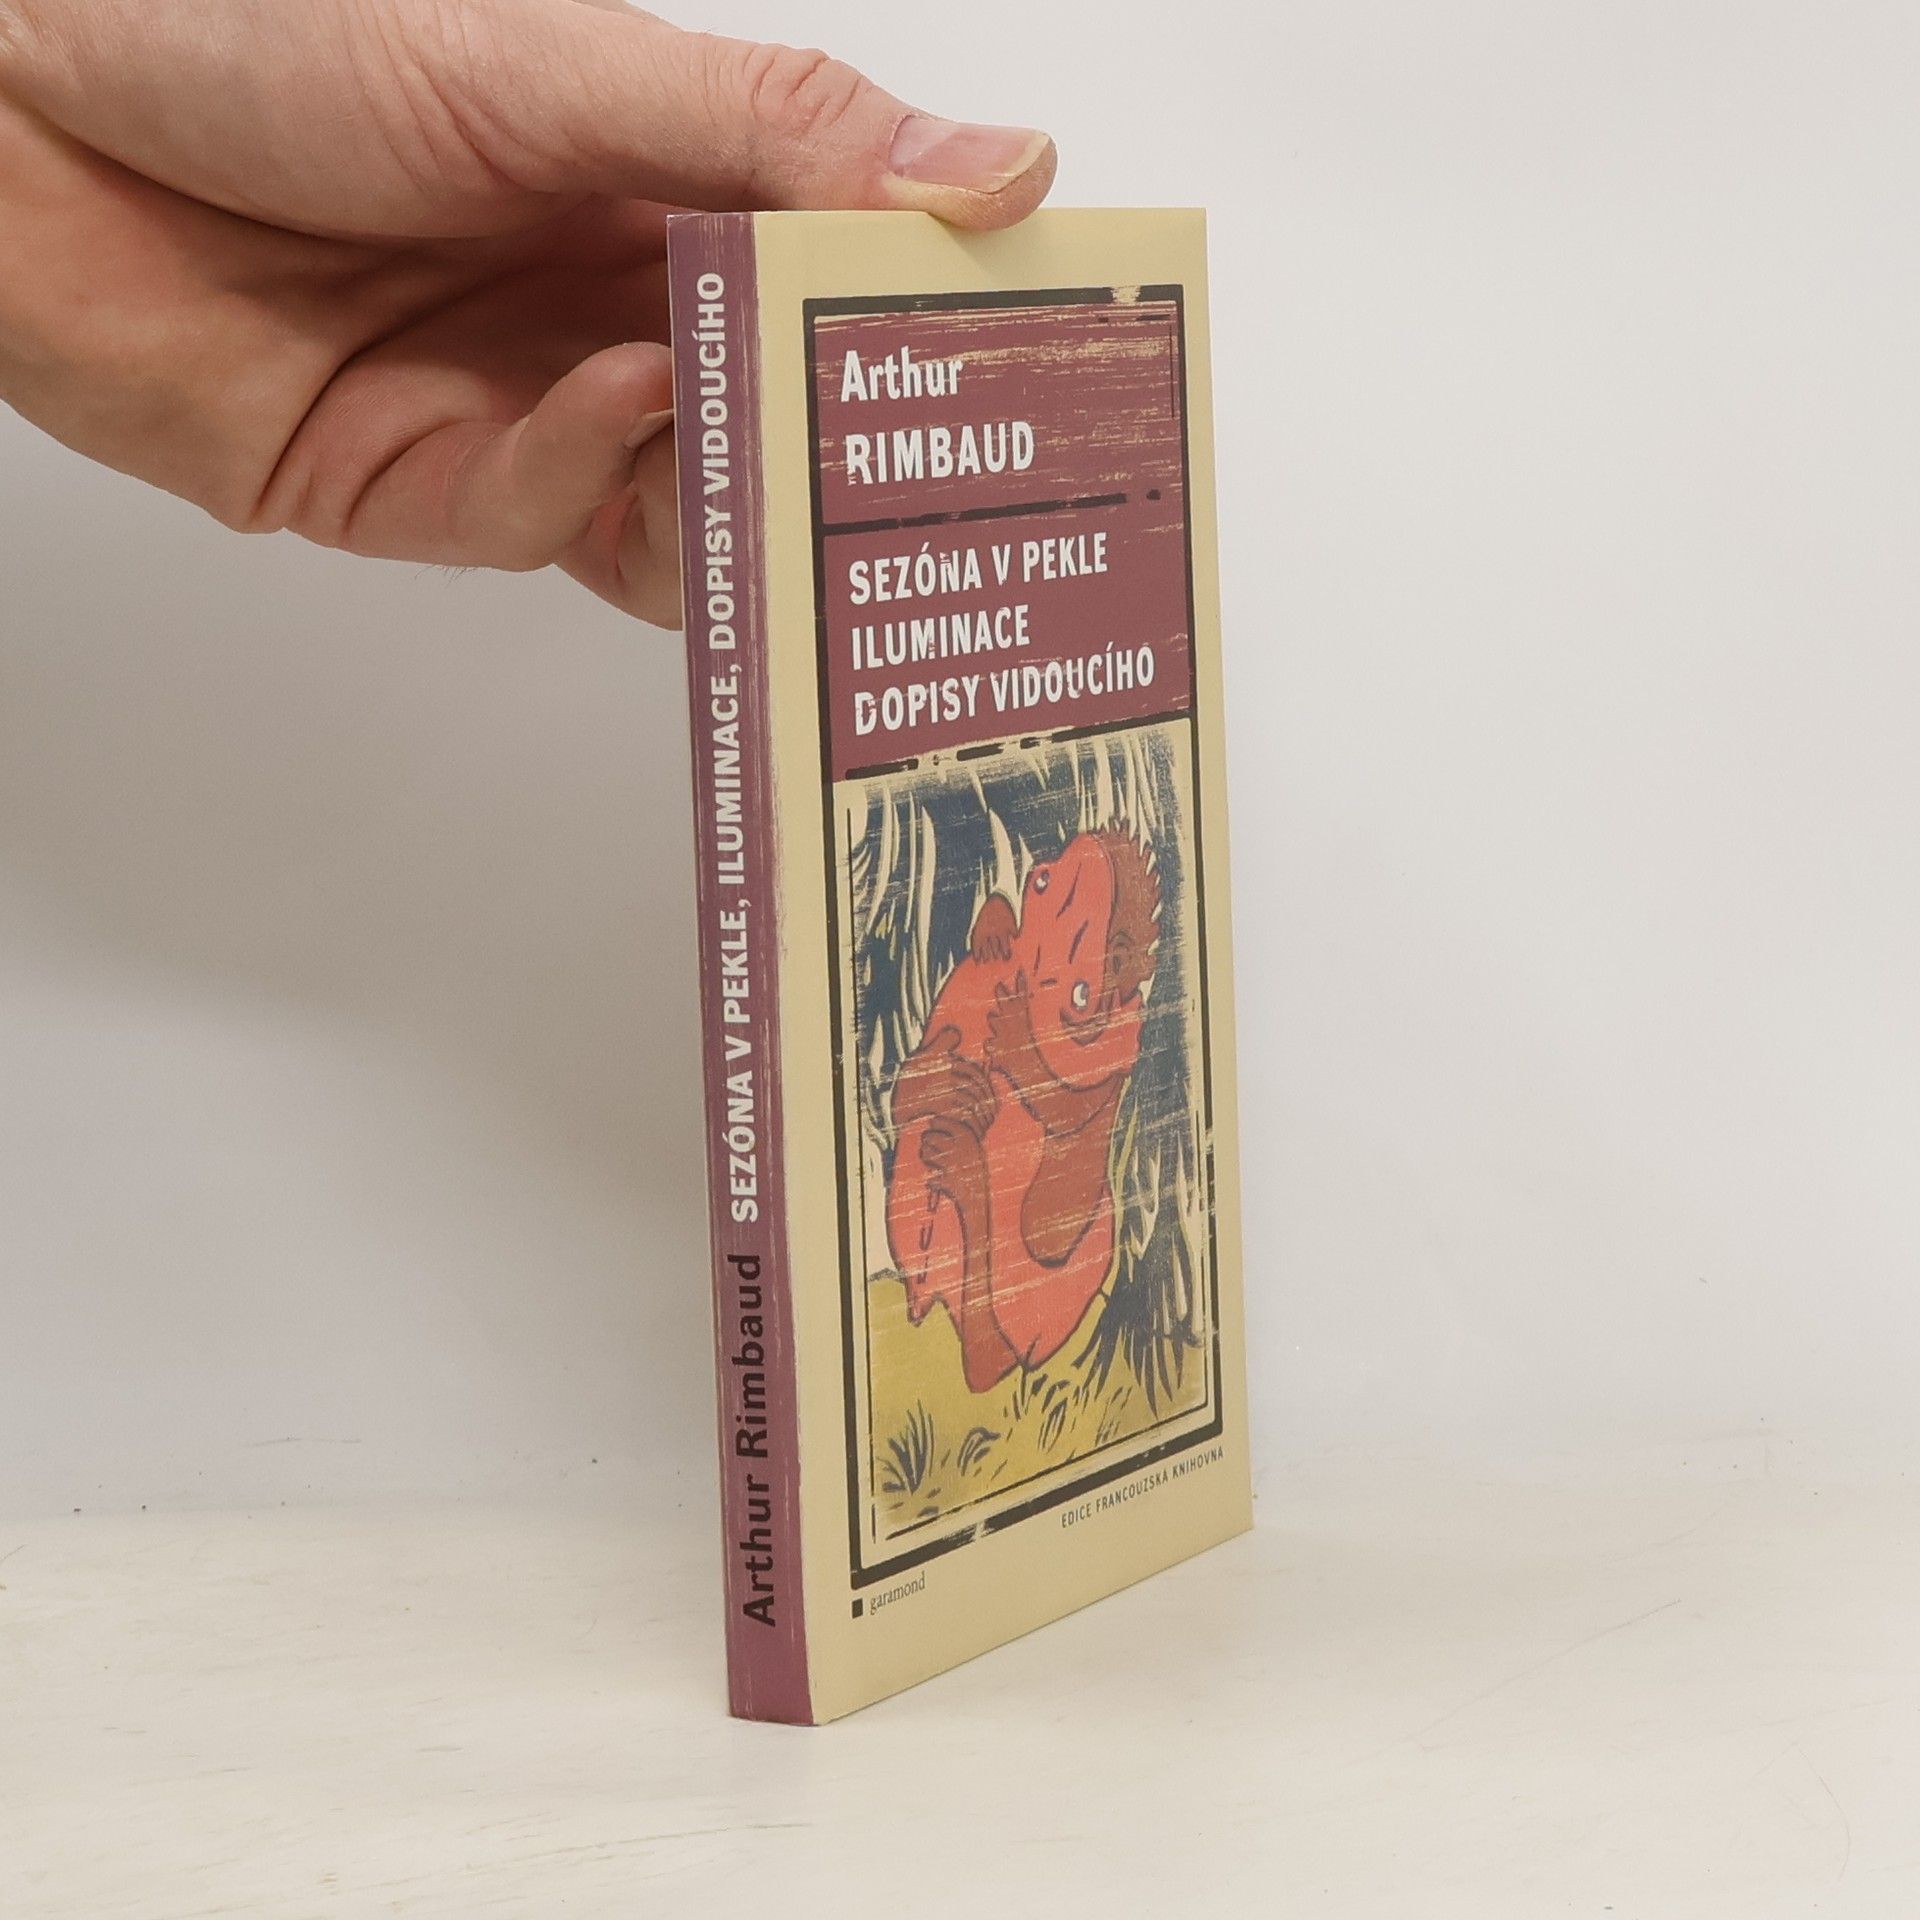 Arthur Rimbaud SEZÓNA V PEKLE, ILUMINACE, DOPISY VIDOUCÍHO
Arthur
RIMBAUD
SEZÓNA V PEKLE
ILUMINACE
DOPISY VIDOUCÍHO
EDICE FRANCOUZSKÁ KNIHOVNA
garamond